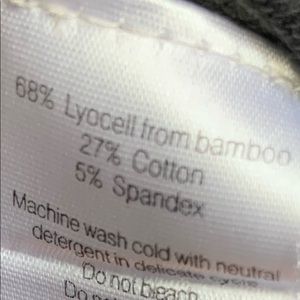 68% Lyocell from bamboo
27% Cotton
5% Spandex
Machine wash cold with neutral
detergent in delicate cycle
Do not bleach
Do